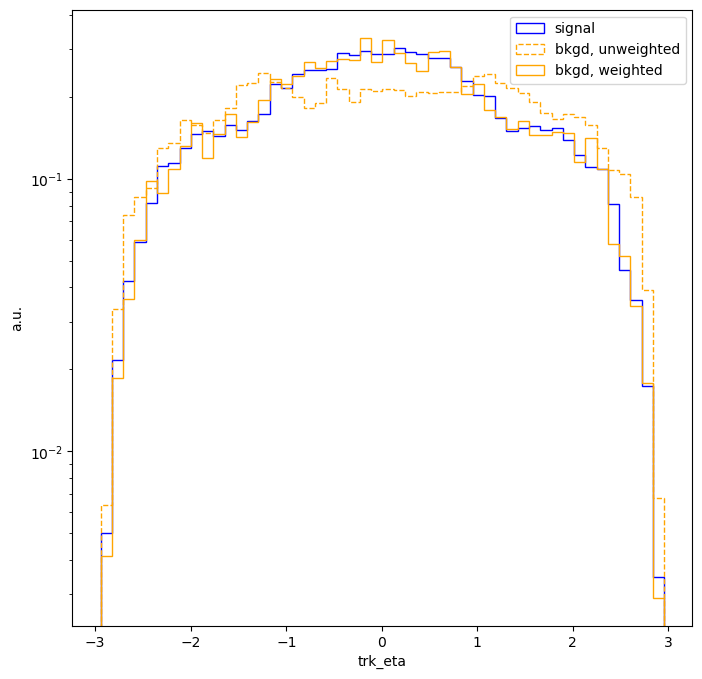 signal
bkgd, unweighted
bkgd, weighted
10⁻¹
a.u.
10⁻²
−3 −2 −1 0 1 2 3
trk_eta